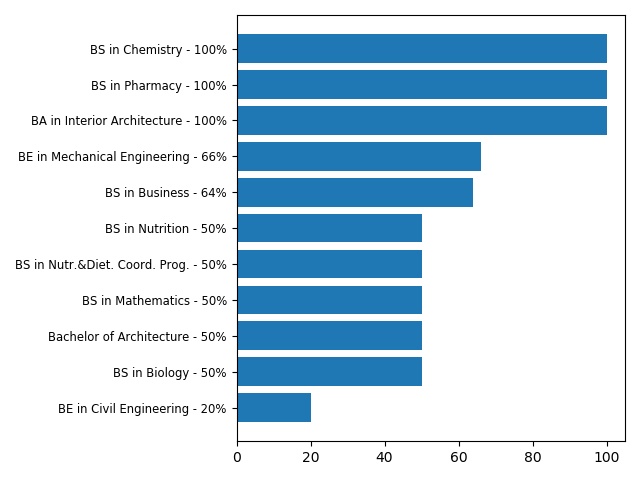 BS in Chemistry - 100%
BS in Pharmacy - 100%
BA in Interior Architecture - 100%
BE in Mechanical Engineering - 66%
BS in Business - 64%
BS in Nutrition - 50%
BS in Nutr.&Diet. Coord. Prog. - 50%
BS in Mathematics - 50%
Bachelor of Architecture - 50%
BS in Biology - 50%
BE in Civil Engineering - 20%
0 20 40 60 80 100